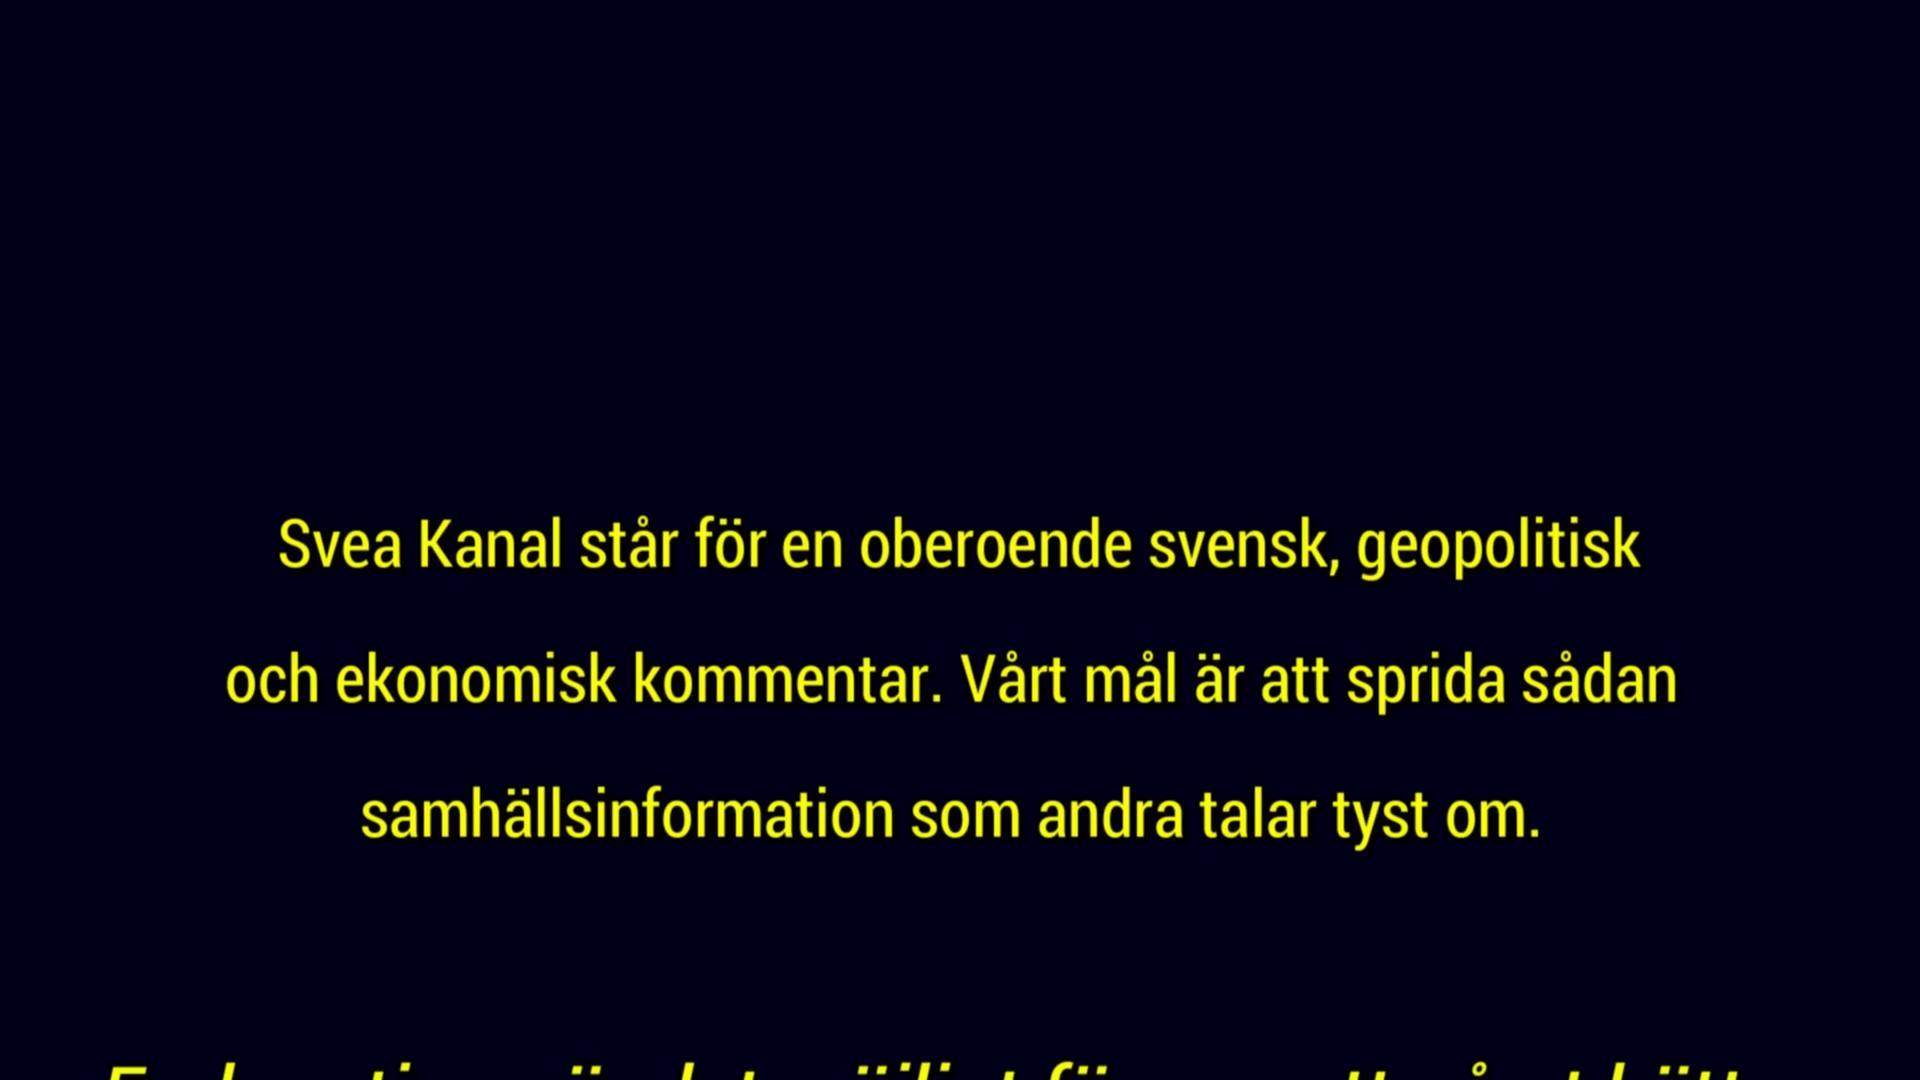 Svea Kanal står för en oberoende svensk, geopolitisk
och ekonomisk kommentar. Vårt mål är att sprida sådan
samhällsinformation som andra talar tyst om.